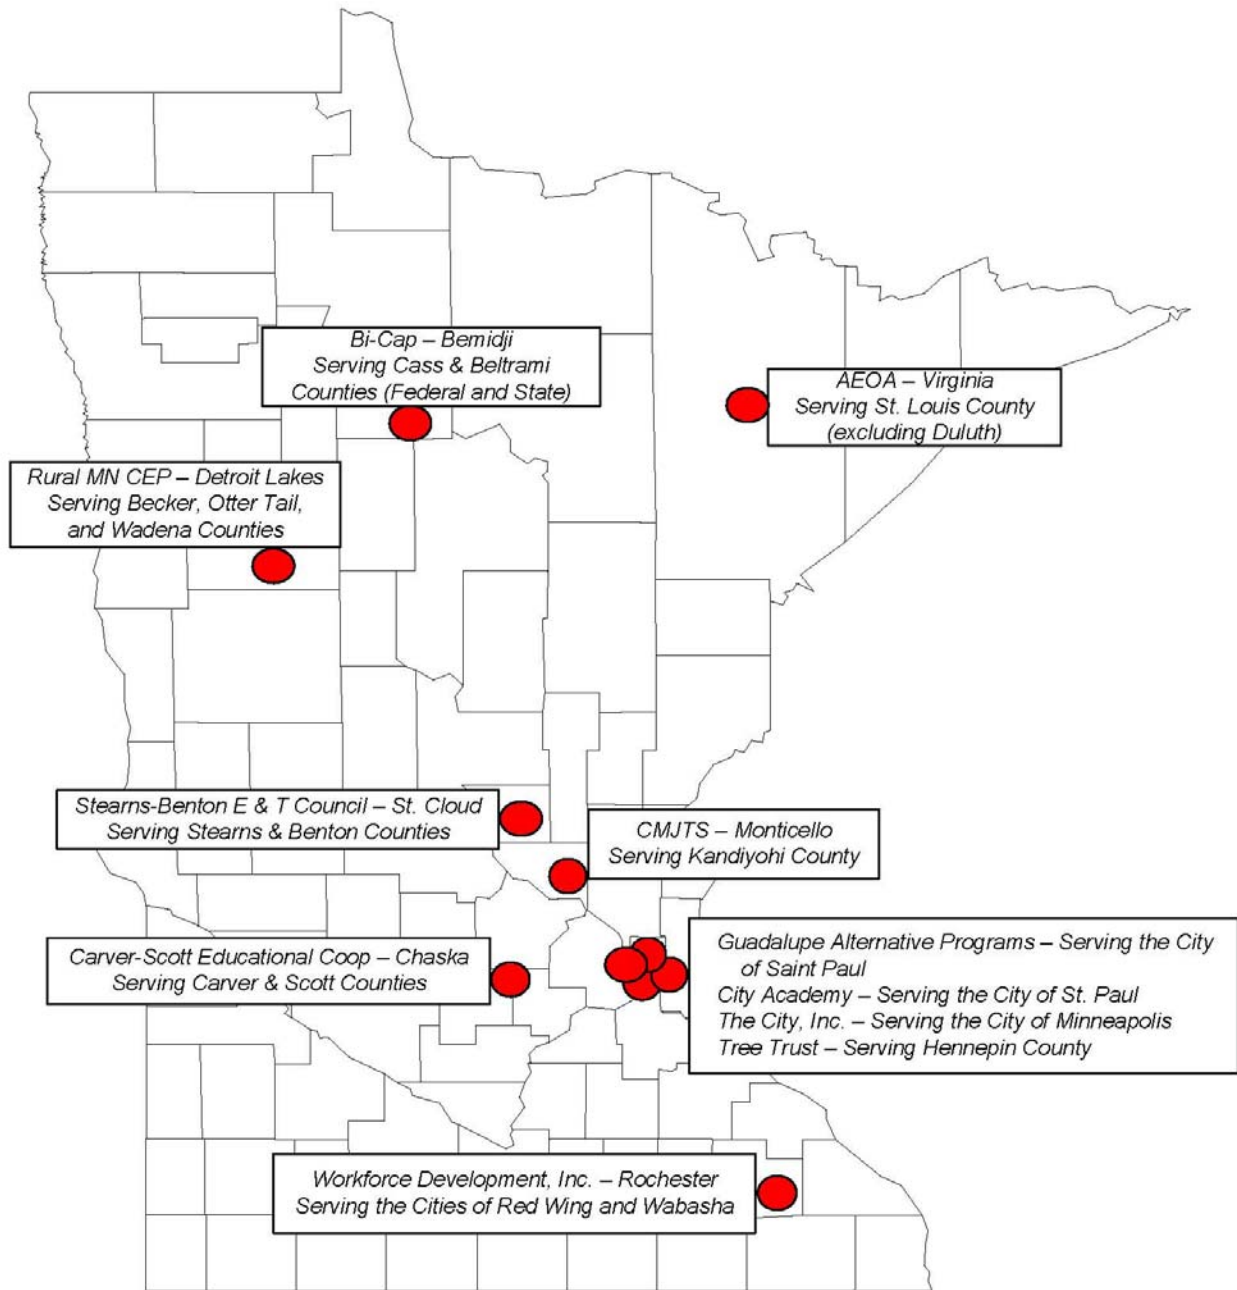 Bi-Cap – Bemidji
Serving Cass & Beltrami
Counties (Federal and State)
AEOA – Virginia
Serving St. Louis County
(excluding Duluth)
Rural MN CEP – Detroit Lakes
Serving Becker, Otter Tail,
and Wadena Counties
Stearns-Benton E & T Council – St. Cloud
Serving Stearns & Benton Counties
CMJTS – Monticello
Serving Kandiyohi County
Carver-Scott Educational Coop – Chaska
Serving Carver & Scott Counties
Guadalupe Alternative Programs – Serving the City
of Saint Paul
City Academy – Serving the City of St. Paul
The City, Inc. – Serving the City of Minneapolis
Tree Trust – Serving Hennepin County
Workforce Development, Inc. – Rochester
Serving the Cities of Red Wing and Wabasha